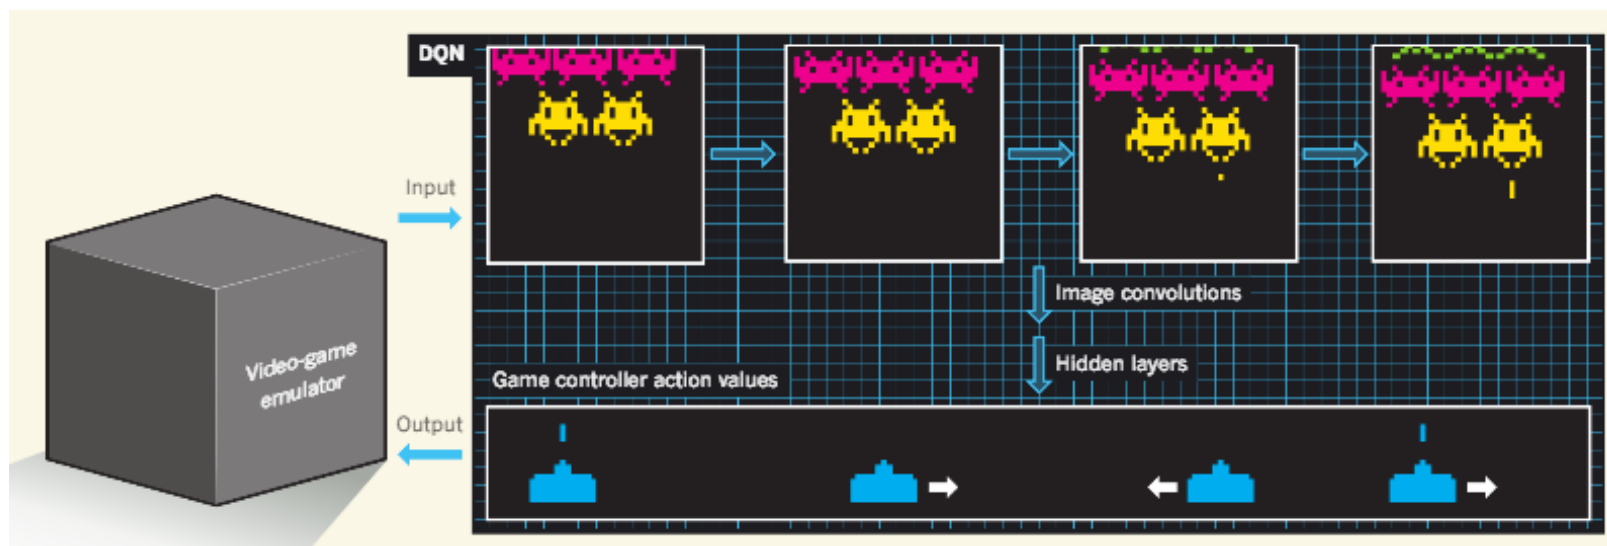 DQN
Input
Image convolutions
Hidden layers
Game controller action values
Video-game
emulator
Output